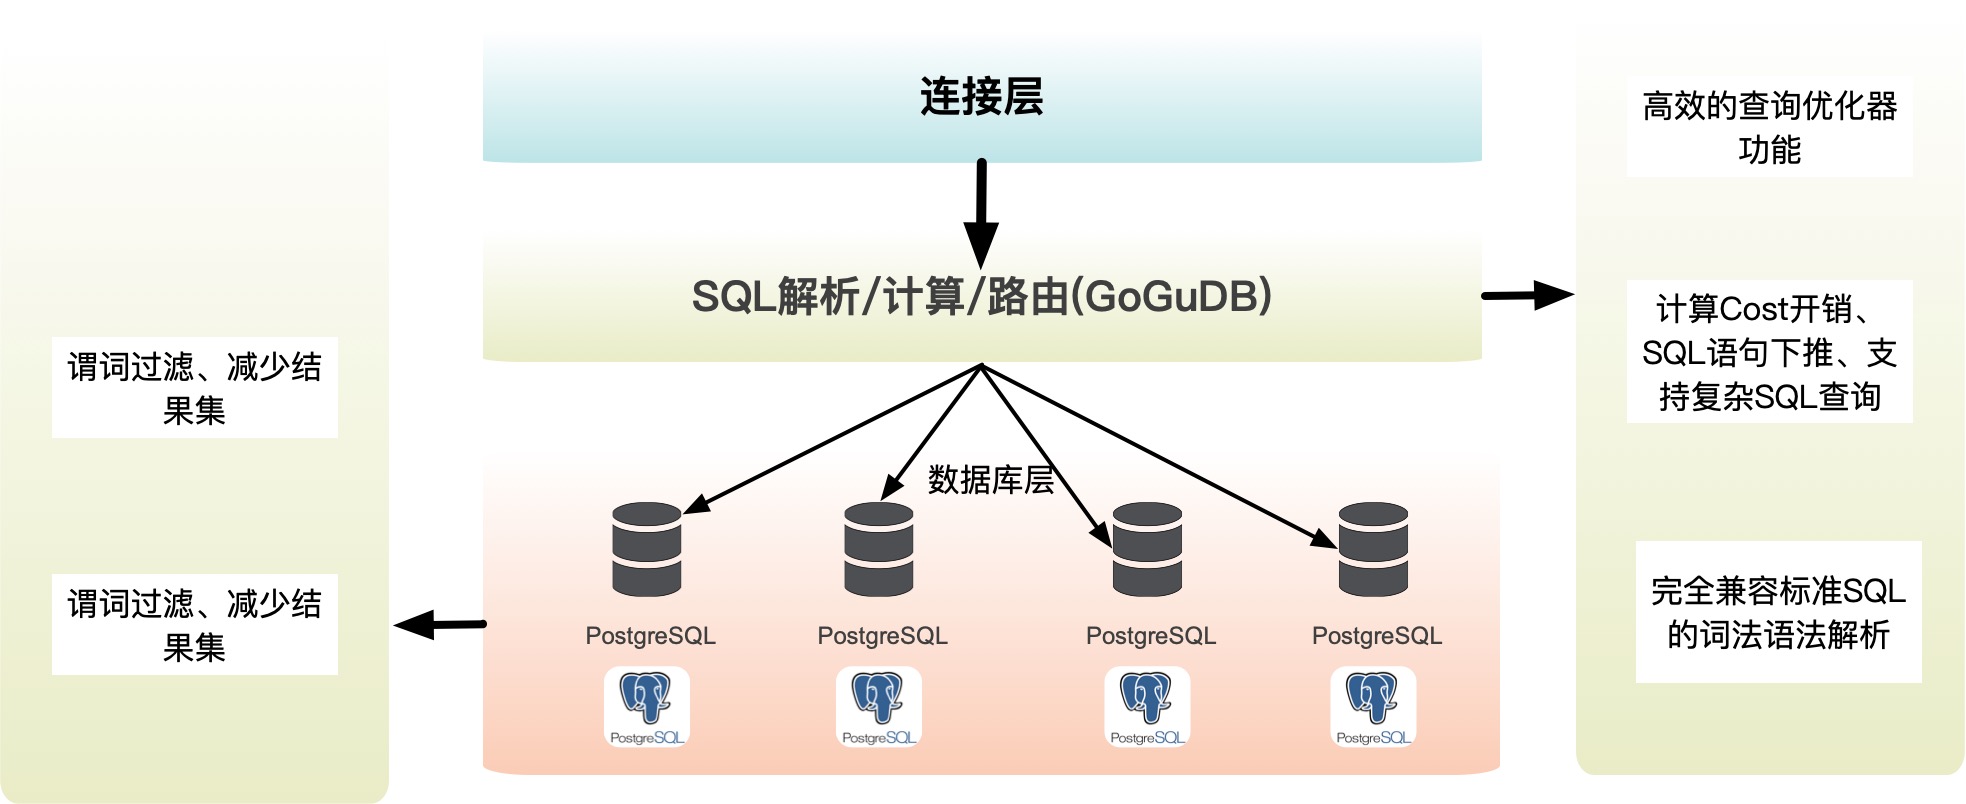 连接层
SQL解析/计算/路由(GoGuDB)
谓词过滤、减少结
果集
谓词过滤、减少结
果集
数据库层
PostgreSQL
PostgreSQL
PostgreSQL
PostgreSQL
PostgreSQL
PostgreSQL
PostgreSQL
PostgreSQL
高效的查询优化器
功能
计算Cost开销、
SQL语句下推、支
持复杂SQL查询
完全兼容标准SQL
的词法语法解析